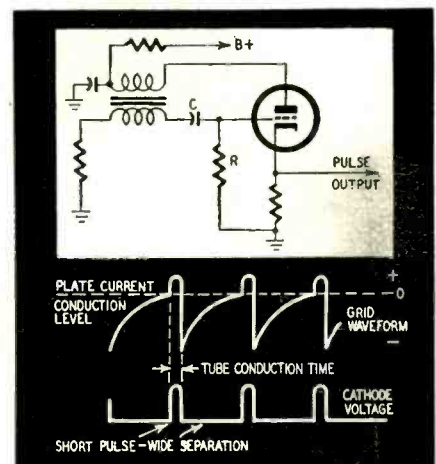 B+
C
R
PULSE
OUTPUT
PLATE CURRENT
CONDUCTION
LEVEL
+
0
GRID
WAVEFORM
−
TUBE CONDUCTION TIME
CATHODE
VOLTAGE
SHORT PULSE-WIDE SEPARATION